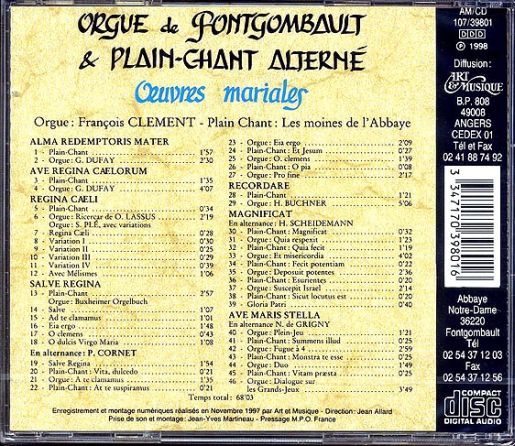 ORGUE de PONTGOMBAULT
& PLAIN-CHANT ALTERNÉ
Œuvres mariales
Orgue : François CLEMENT - Plain Chant : Les moines de l'Abbaye
ALMA REDEMPTORIS MATER
1 - Plain-Chant 1'57
2 - Orgue : G. DUFAY 2'30
AVE REGINA CÆLORUM
3 - Plain-Chant 1'35
4 - Orgue : G. DUFAY 4'07
REGINA CÆLI
5 - Plain-Chant 0'34
6 - Orgue : Ricercar de O. LASSUS 2'19
Orgue : S. PLÉ, avec variations
7 - Regina Cæli 0'28
8 - Variation I 0'30
9 - Variation II 0'25
10 - Variation III 0'29
11 - Variation IV 0'39
12 - Avec Mélismes 1'06
SALVE REGINA
13 - Plain-Chant 2'57
Orgue : Buxheimer Orgelbuch
14 - Salve 1'07
15 - Ad te clamamus 1'01
16 - Eia ergo 1'48
17 - O clemens 0'43
18 - O dulcis Virgo Maria 1'08
En alternance : P. CORNET
19 - Salve Regina 1'54
20 - Plain-Chant : Vita, dulcedo 0'21
21 - Orgue : A te clamamus 1'35
22 - Plain-Chant : At te suspiramus 0'21
23 - Orgue : Eia ergo 2'09
24 - Plain-Chant : Et Jesum 0'27
25 - Orgue : O. clemens 1'39
26 - Plain-Chant : O pia 0'08
27 - Orgue : Pro fine 2'17
RECORDARE
28 - Plain-Chant 1'21
29 - Orgue : H. BUCHNER 5'06
MAGNIFICAT
En alternance : H. SCHEIDEMANN
30 - Plain-Chant : Magnificat 0'32
31 - Orgue : Quia respexit 1'23
32 - Plain-Chant : Quia fecit 1'19
33 - Orgue : Et misericordia 4'02
34 - Plain-Chant : Fecit potentiam 0'22
35 - Orgue : Deposuit potentes 2'36
36 - Plain-Chant : Esurientes 0'20
37 - Orgue : Suscepit Israel 2'14
38 - Plain-Chant : Sicut locutus est 0'20
39 - Gloria Patri 0'40
AVE MARIS STELLA
En alternance N. de GRIGNY
40 - Orgue : Plein-Jeu 1'21
41 - Plain-Chant : Summens illud 0'25
42 - Orgue : Fugue à 4 2'59
43 - Plain-Chant : Monstra te esse 0'25
44 - Orgue : Duo 1'49
45 - Plain-Chant : Vitam præsta 0'25
46 - Orgue : Dialogue sur
les Grands-Jeux 3'49
Temps total : 68'03
Enregistrement et montage numériques réalisés en Novembre 1997 par Art et Musique - Direction : Jean Allard
Prise de son et montage : Jean-Yves Martineau - Pressage M.P.O. France
AM/CD
107/39801
DDD
℗ 1998
Diffusion :
ART
& MUSIQUE
B.P. 808
49008
ANGERS
CEDEX 01
Tél et Fax
02 41 88 74 92
3 347170 398016
Abbaye
Notre-Dame
36220
Fontgombault
02 54 37 12 03
Fax
02 54 37 12 56
COMPACT
disc
DIGITAL AUDIO